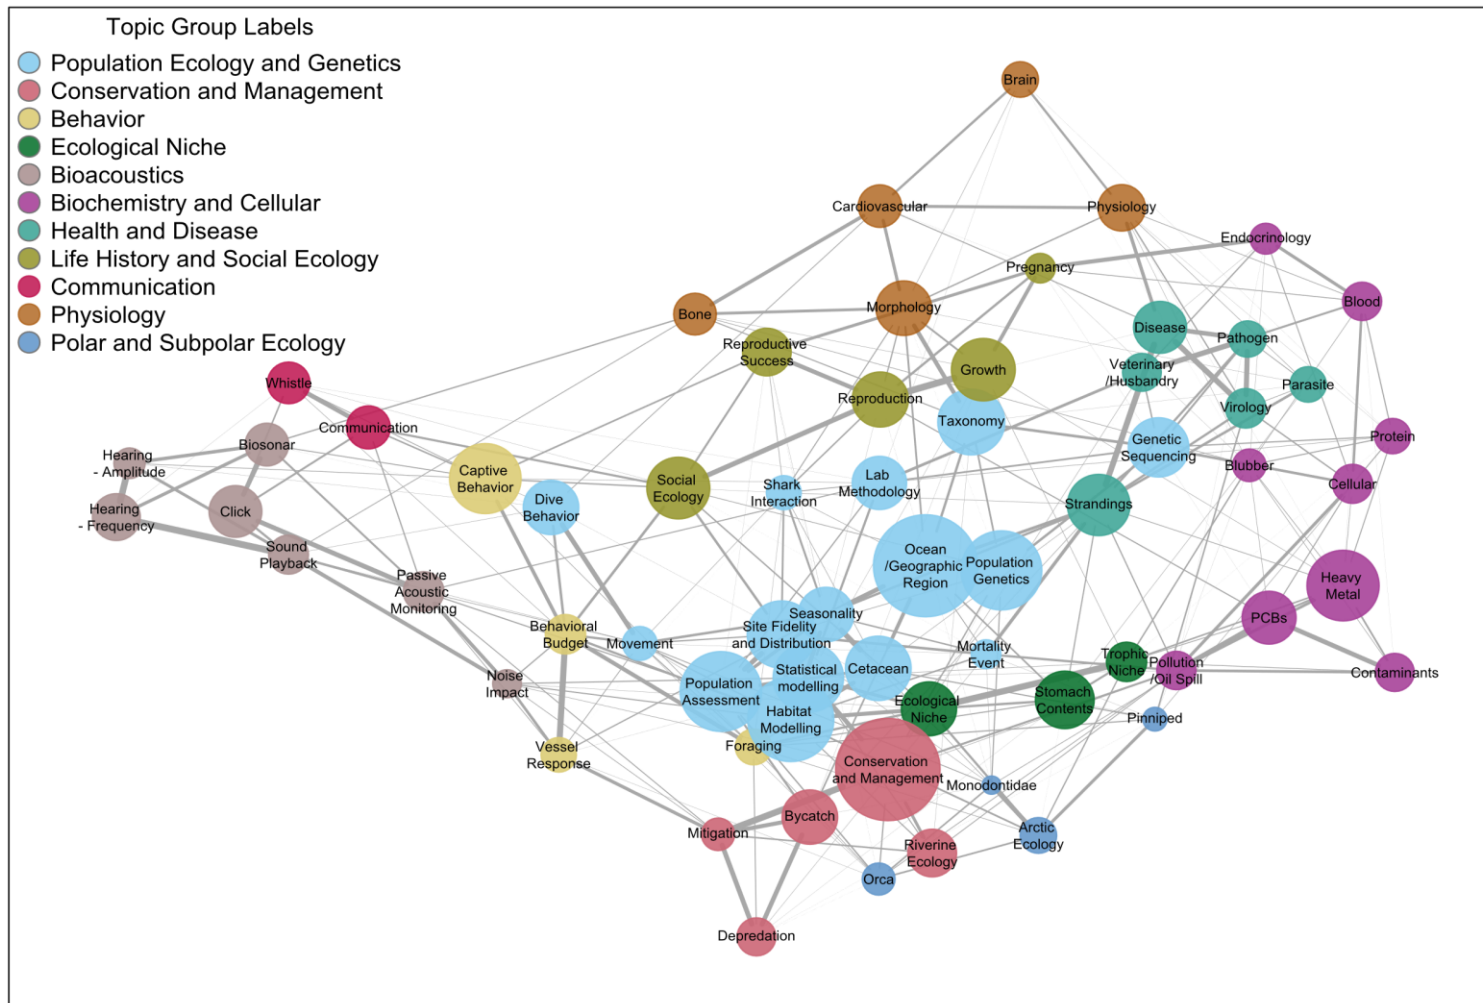 Topic Group Labels
Population Ecology and Genetics
Conservation and Management
Behavior
Ecological Niche
Bioacoustics
Biochemistry and Cellular
Health and Disease
Life History and Social Ecology
Communication
Physiology
Polar and Subpolar Ecology
Brain
Cardiovascular
Physiology
Endocrinology
Pregnancy
Blood
Bone
Morphology
Disease
Pathogen
Reproductive
Success
Growth
Veterinary
/Husbandry
Parasite
Whistle
Reproduction
Virology
Communication
Taxonomy
Biosonar
Genetic
Sequencing
Protein
Hearing
- Amplitude
Captive
Behavior
Blubber
Social
Ecology
Shark
Interaction
Lab
Methodology
Cellular
Dive
Behavior
Strandings
Hearing
- Frequency
Click
Sound
Playback
Ocean
/Geographic
Region
Population
Genetics
Passive
Acoustic
Monitoring
Heavy
Metal
Seasonality
PCBs
Behavioral
Budget
Site Fidelity
and Distribution
Movement
Mortality
Event
Trophic
Niche
Pollution
/Oil Spill
Contaminants
Cetacean
Statistical
modelling
Noise
Impact
Population
Assessment
Ecological
Niche
Stomach
Contents
Pinniped
Habitat
Modelling
Foraging
Vessel
Response
Conservation
and Management
Monodontidae
Bycatch
Mitigation
Arctic
Ecology
Riverine
Ecology
Orca
Depredation